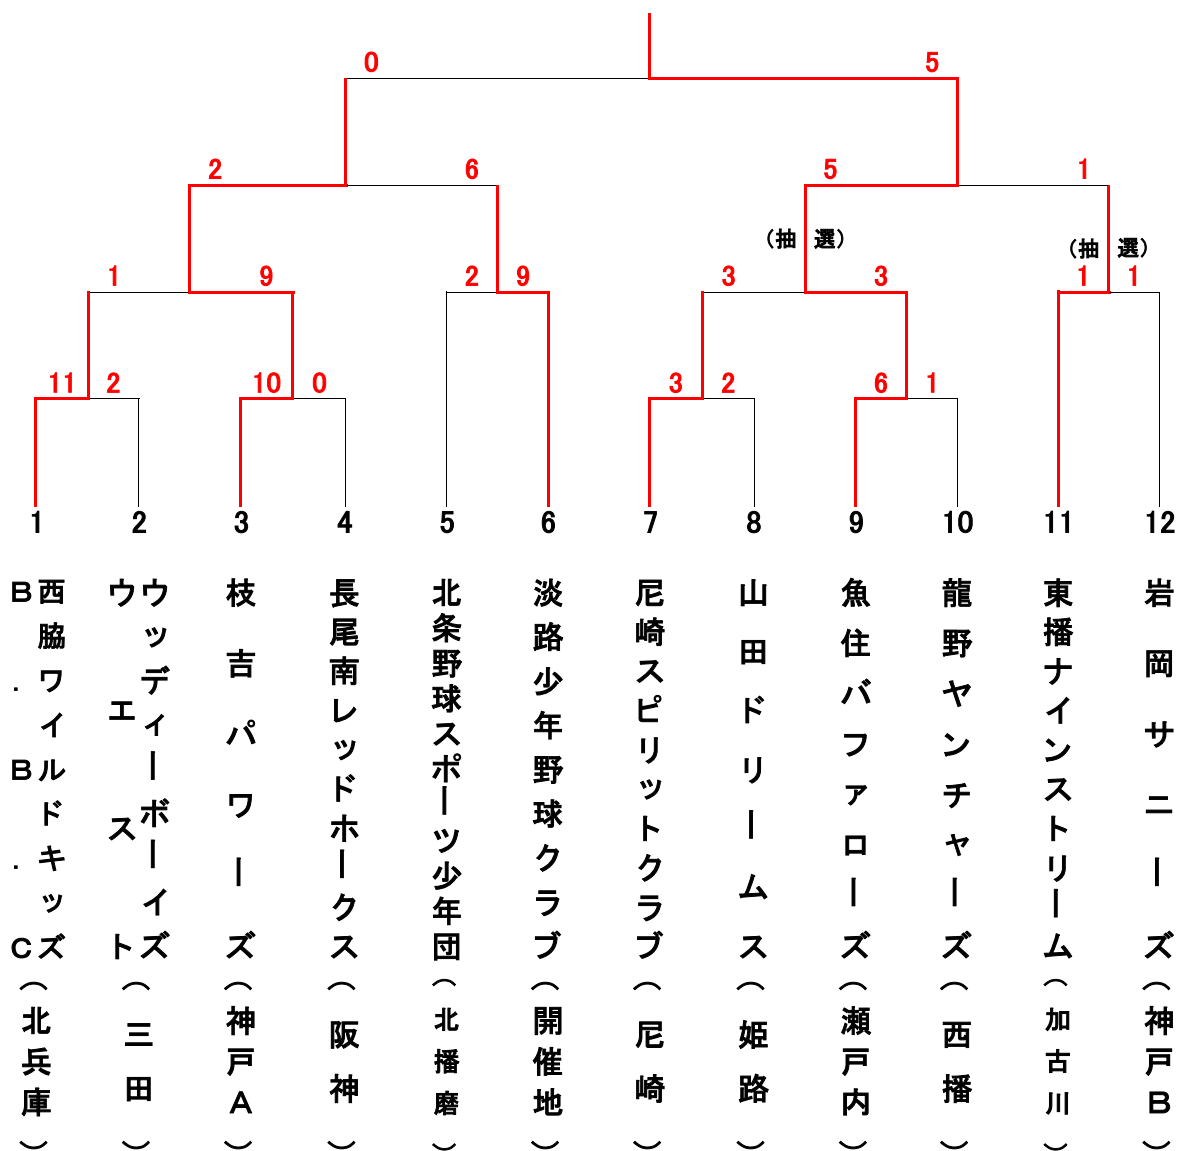 0 5
2 6 5 1
（抽 選） （抽 選）
1 9 2 9 3 3 1 1
11 2 10 0 3 2 6 1
1 2 3 4 5 6 7 8 9 10 11 12
西脇ワイルドキッズ
Ｂ．Ｂ．Ｃ
（北兵庫）
ウッディーボーイズ
ウエスト
（三田）
枝吉パワーズ
（神戸Ａ）
長尾南レッドホークス
（阪神）
北条野球スポーツ少年団
（北播磨）
淡路少年野球クラブ
（開催地）
尼崎スピリットクラブ
（尼崎）
山田ドリームス
（姫路）
魚住バファローズ
（瀬戸内）
龍野ヤンチャーズ
（西播）
東播ナインストリーム
（加古川）
岩岡サニーズ
（神戸Ｂ）